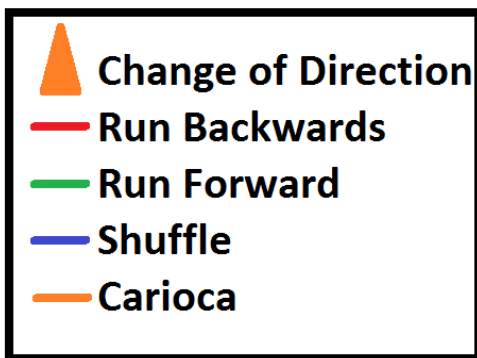 Change of Direction
Run Backwards
Run Forward
Shuffle
Carioca